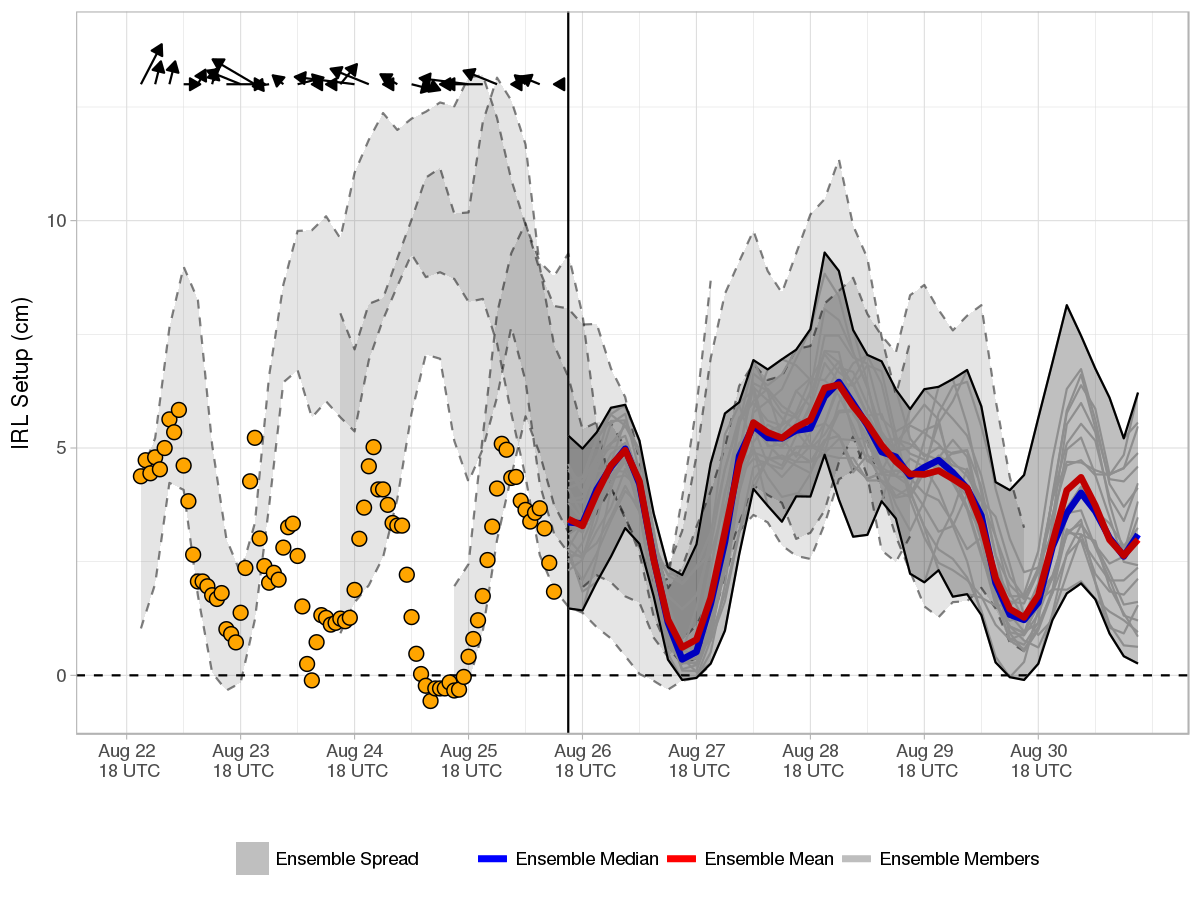 IRL Setup (cm)
10
5
0
Aug 22 Aug 23 Aug 24 Aug 25 Aug 26 Aug 27 Aug 28 Aug 29 Aug 30
18 UTC 18 UTC 18 UTC 18 UTC 18 UTC 18 UTC 18 UTC 18 UTC 18 UTC
Ensemble Spread Ensemble Median Ensemble Mean Ensemble Members